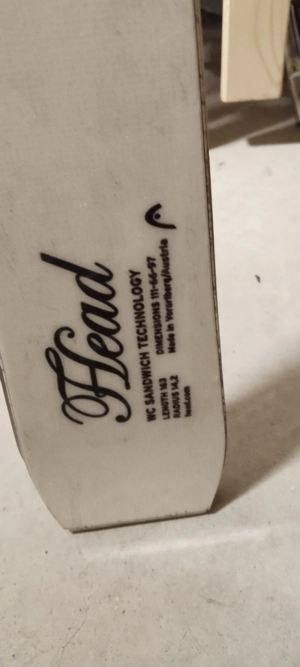 Head
WC SANDWICH TECHNOLOGY
LENGTH 163 DIMENSIONS 111-66-97
RADIUS 14,2 Made in Vorarlberg/Austria
head.com